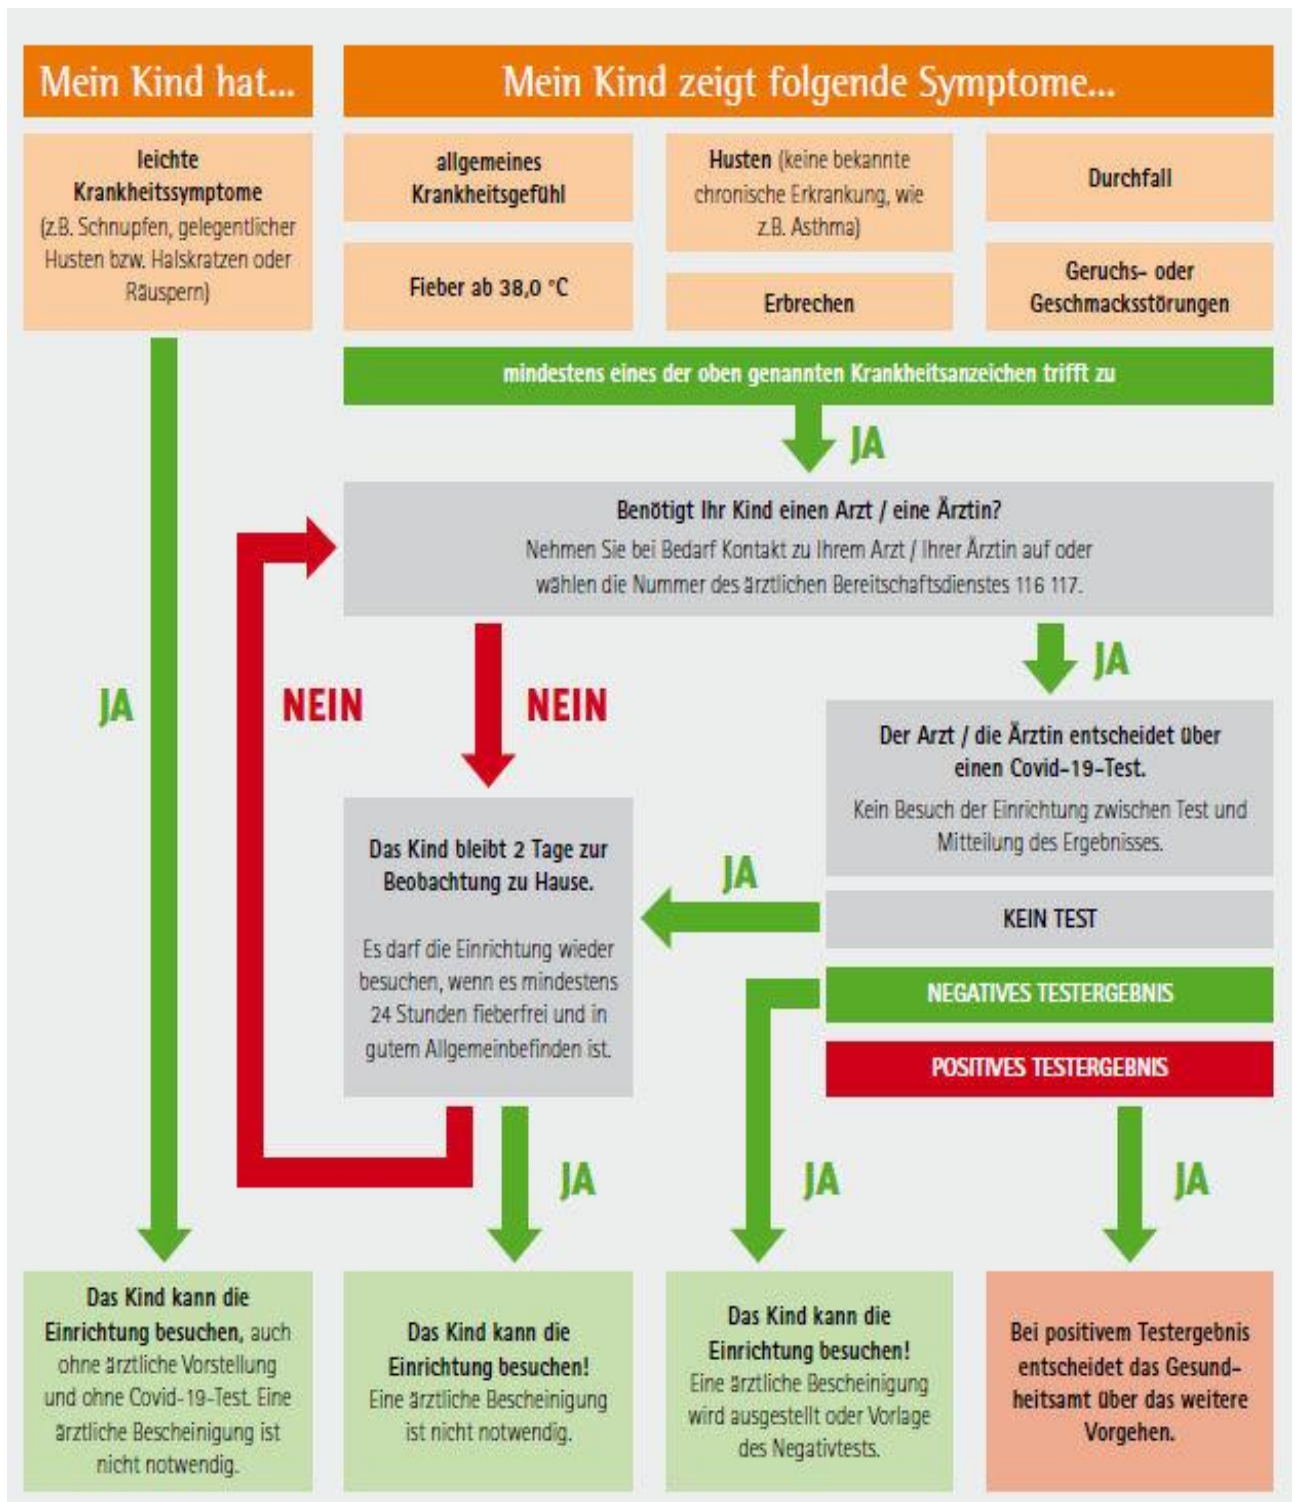 Mein Kind hat...
Mein Kind zeigt folgende Symptome...
leichte
Krankheitssymptome
(z.B. Schnupfen, gelegentlicher
Husten bzw. Halskratzen oder
Räuspern)
allgemeines
Krankheitsgefühl
Husten (keine bekannte
chronische Erkrankung, wie
z.B. Asthma)
Durchfall
Fieber ab 38,0 °C
Erbrechen
Geruchs- oder
Geschmacksstörungen
mindestens eines der oben genannten Krankheitsanzeichen trifft zu
JA
Benötigt Ihr Kind einen Arzt / eine Ärztin?
Nehmen Sie bei Bedarf Kontakt zu Ihrem Arzt / Ihrer Ärztin auf oder
wählen die Nummer des ärztlichen Bereitschaftsdienstes 116 117.
JA
NEIN
NEIN
JA
Der Arzt / die Ärztin entscheidet über
einen Covid-19-Test.
Kein Besuch der Einrichtung zwischen Test und
Mitteilung des Ergebnisses.
Das Kind bleibt 2 Tage zur
Beobachtung zu Hause.
Es darf die Einrichtung wieder
besuchen, wenn es mindestens
24 Stunden fieberfrei und in
gutem Allgemeinbefinden ist.
JA
KEIN TEST
NEGATIVES TESTERGEBNIS
POSITIVES TESTERGEBNIS
JA
JA
JA
Das Kind kann die
Einrichtung besuchen, auch
ohne ärztliche Vorstellung
und ohne Covid-19-Test. Eine
ärztliche Bescheinigung ist
nicht notwendig.
Das Kind kann die
Einrichtung besuchen!
Eine ärztliche Bescheinigung
ist nicht notwendig.
Das Kind kann die
Einrichtung besuchen!
Eine ärztliche Bescheinigung
wird ausgestellt oder Vorlage
des Negativtests.
Bei positivem Testergebnis
entscheidet das Gesund-
heitsamt über das weitere
Vorgehen.